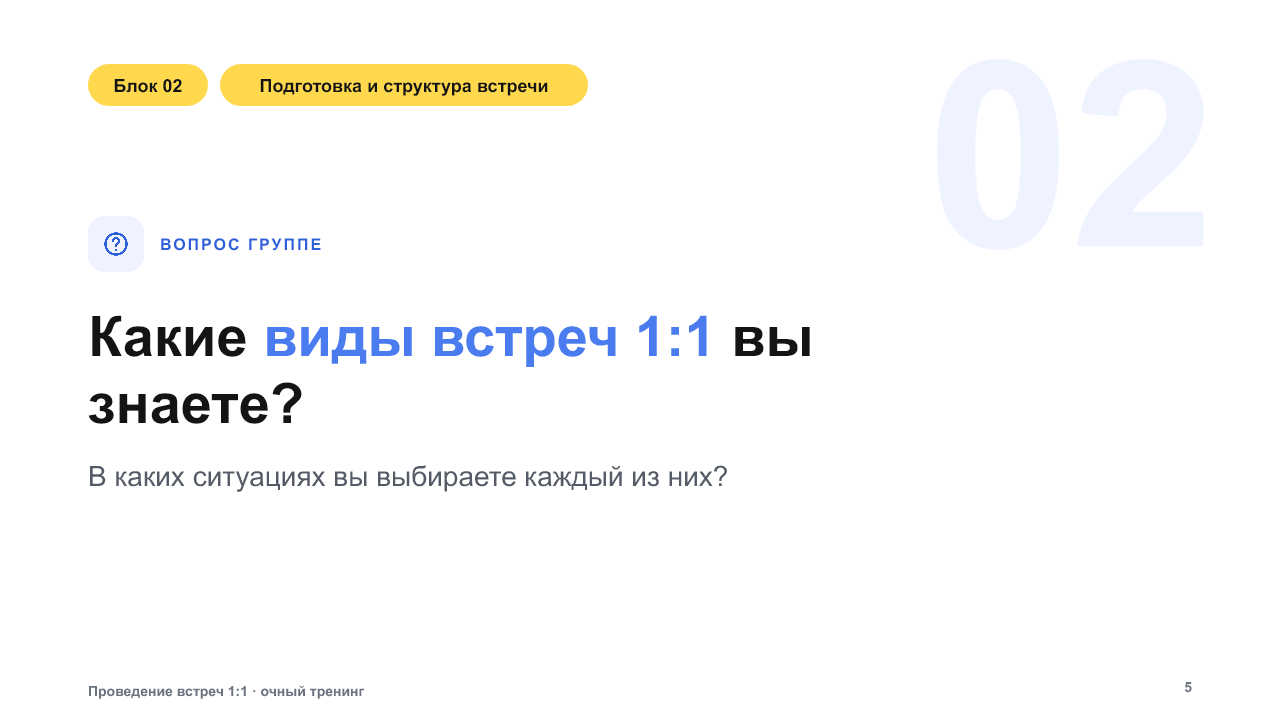 Блок 02
Подготовка и структура встречи
02
ВОПРОС ГРУППЕ
Какие виды встреч 1:1 вы
знаете?
В каких ситуациях вы выбираете каждый из них?
Проведение встреч 1:1 · очный тренинг
5